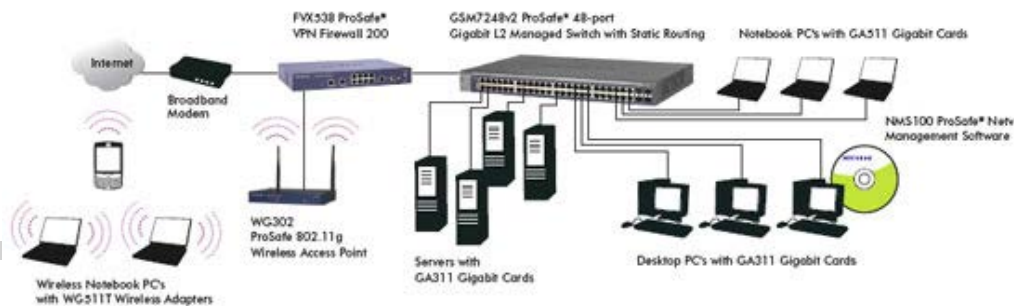 FVX538 ProSafe®
VPN Firewall 200
GSM7248v2 ProSafe® 48-port
Gigabit L2 Managed Switch with Static Routing
Notebook PC's with GA511 Gigabit Cards
Internet
Broadband
Modem
NMS100 ProSafe® Netw
Management Software
NETGEAR
WG302
ProSafe 802.11g
Wireless Access Point
Servers with
GA311 Gigabit Cards
Desktop PC's with GA311 Gigabit Cards
Wireless Notebook PC's
with WG511T Wireless Adapters